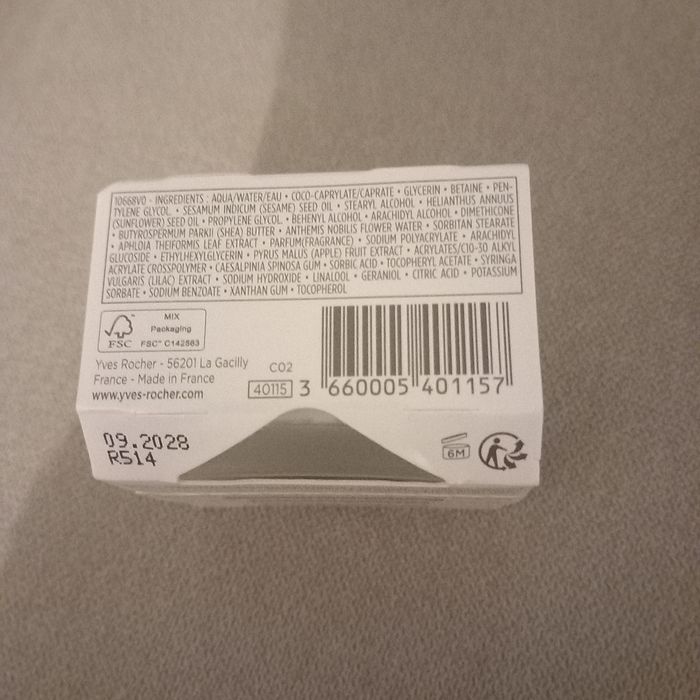 10668V0 - INGREDIENTS : AQUA/WATER/EAU • COCO-CAPRYLATE/CAPRATE • GLYCERIN • BETAINE • PEN-
TYLENE GLYCOL • SESAMUM INDICUM (SESAME) SEED OIL • STEARYL ALCOHOL • HELIANTHUS ANNUUS
(SUNFLOWER) SEED OIL • PROPYLENE GLYCOL • BEHENYL ALCOHOL • ARACHIDYL ALCOHOL • DIMETHICONE
• BUTYROSPERMUM PARKII (SHEA) BUTTER • ANTHEMIS NOBILIS FLOWER WATER • SORBITAN STEARATE
• APHLOIA THEIFORMIS LEAF EXTRACT • PARFUM(FRAGRANCE) • SODIUM POLYACRYLATE • ARACHIDYL
GLUCOSIDE • ETHYLHEXYLGLYCERIN • PYRUS MALUS (APPLE) FRUIT EXTRACT • ACRYLATES/C10-30 ALKYL
ACRYLATE CROSSPOLYMER • CAESALPINIA SPINOSA GUM • SORBIC ACID • TOCOPHERYL ACETATE • SYRINGA
VULGARIS (LILAC) EXTRACT • SODIUM HYDROXIDE • LINALOOL • GERANIOL • CITRIC ACID • POTASSIUM
SORBATE • SODIUM BENZOATE • XANTHAN GUM • TOCOPHEROL
MIX
Packaging
FSC FSC™ C142563
Yves Rocher - 56201 La Gacilly
France - Made in France
www.yves-rocher.com
C02
40115 3 660005 401157
09.2028
R514
6M